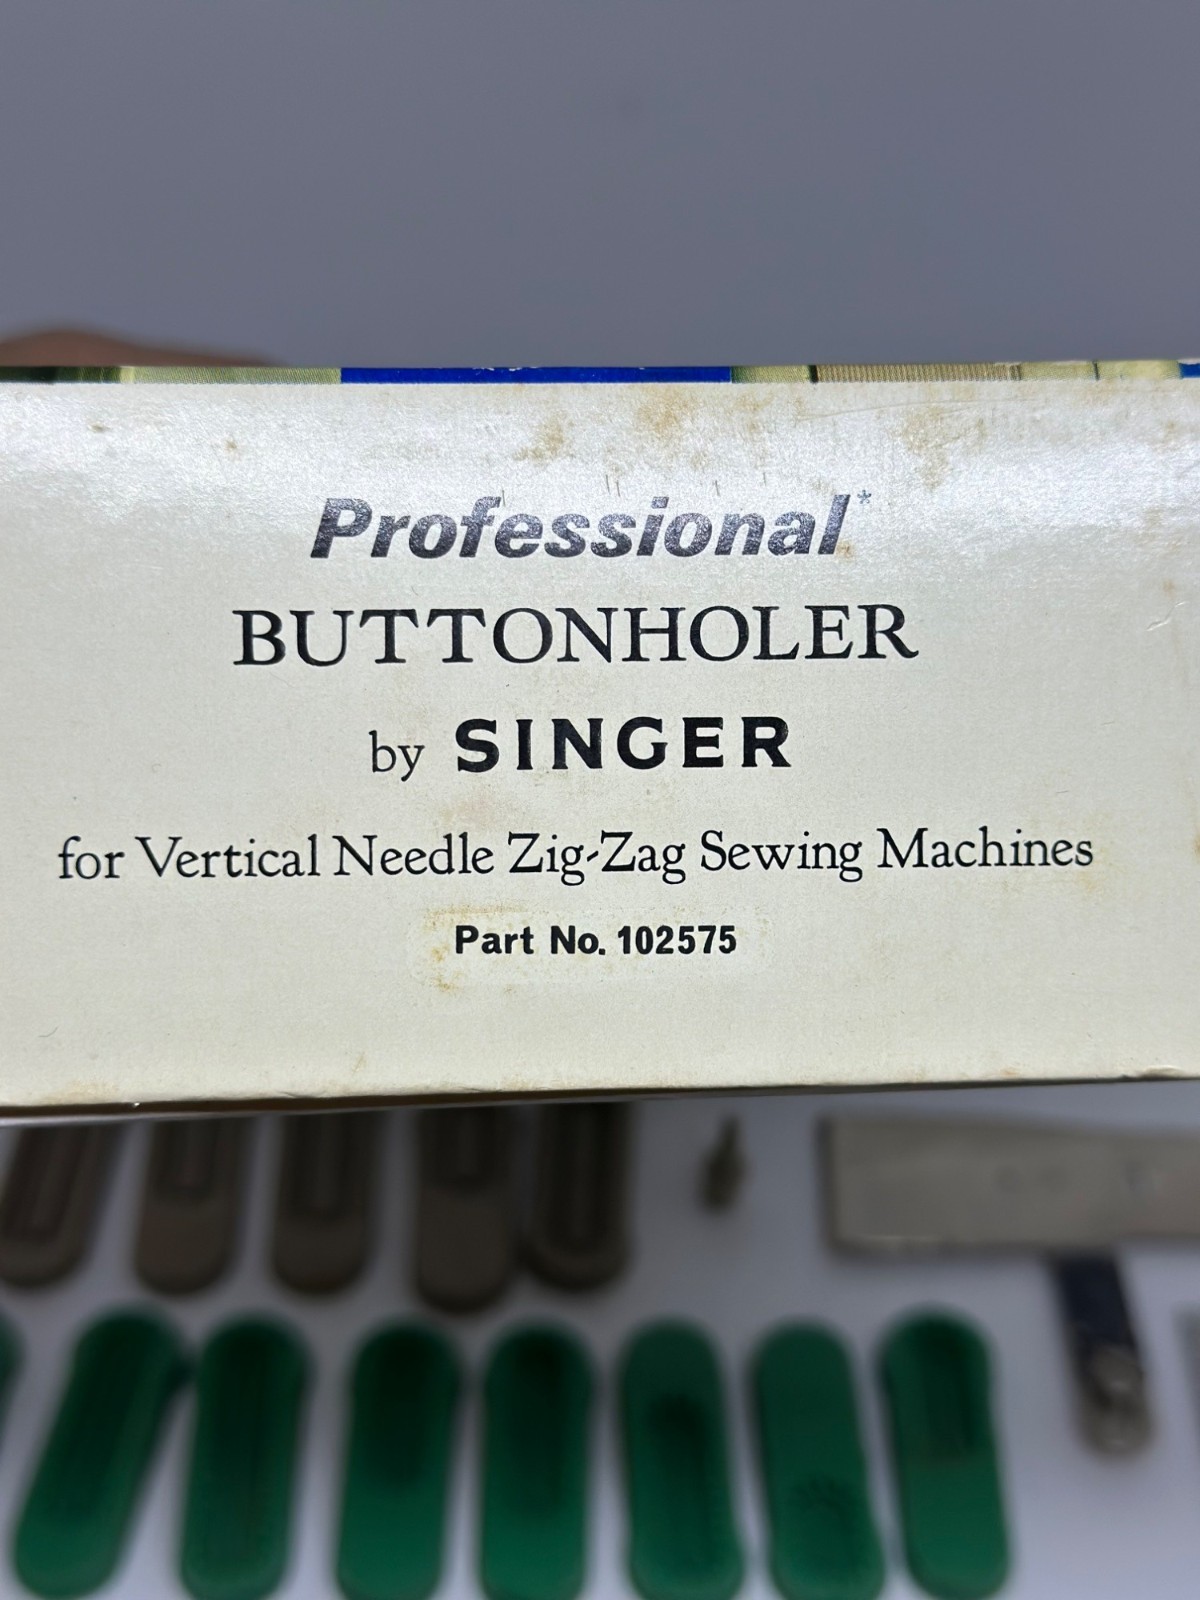 Professional*
BUTTONHOLER
by SINGER
for Vertical Needle Zig-Zag Sewing Machines
Part No. 102575